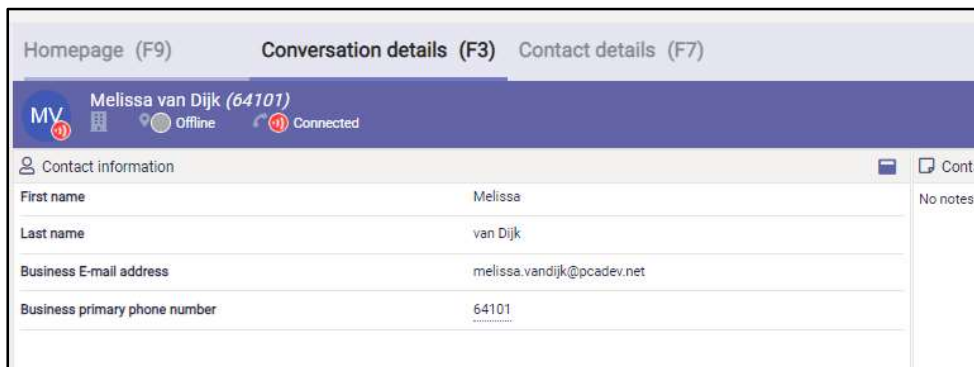 Homepage (F9) Conversation details (F3) Contact details (F7)
MV Melissa van Dijk (64101)
Offline Connected
Contact information
First name Melissa
Last name van Dijk
Business E-mail address melissa.vandijk@pcadev.net
Business primary phone number 64101
Cont
No notes